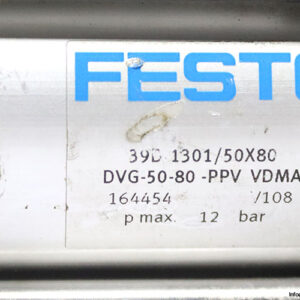 FESTO
39D 1301/50X80
DVG-50-80 -PPV VDMA
164454 /108
p max. 12 bar